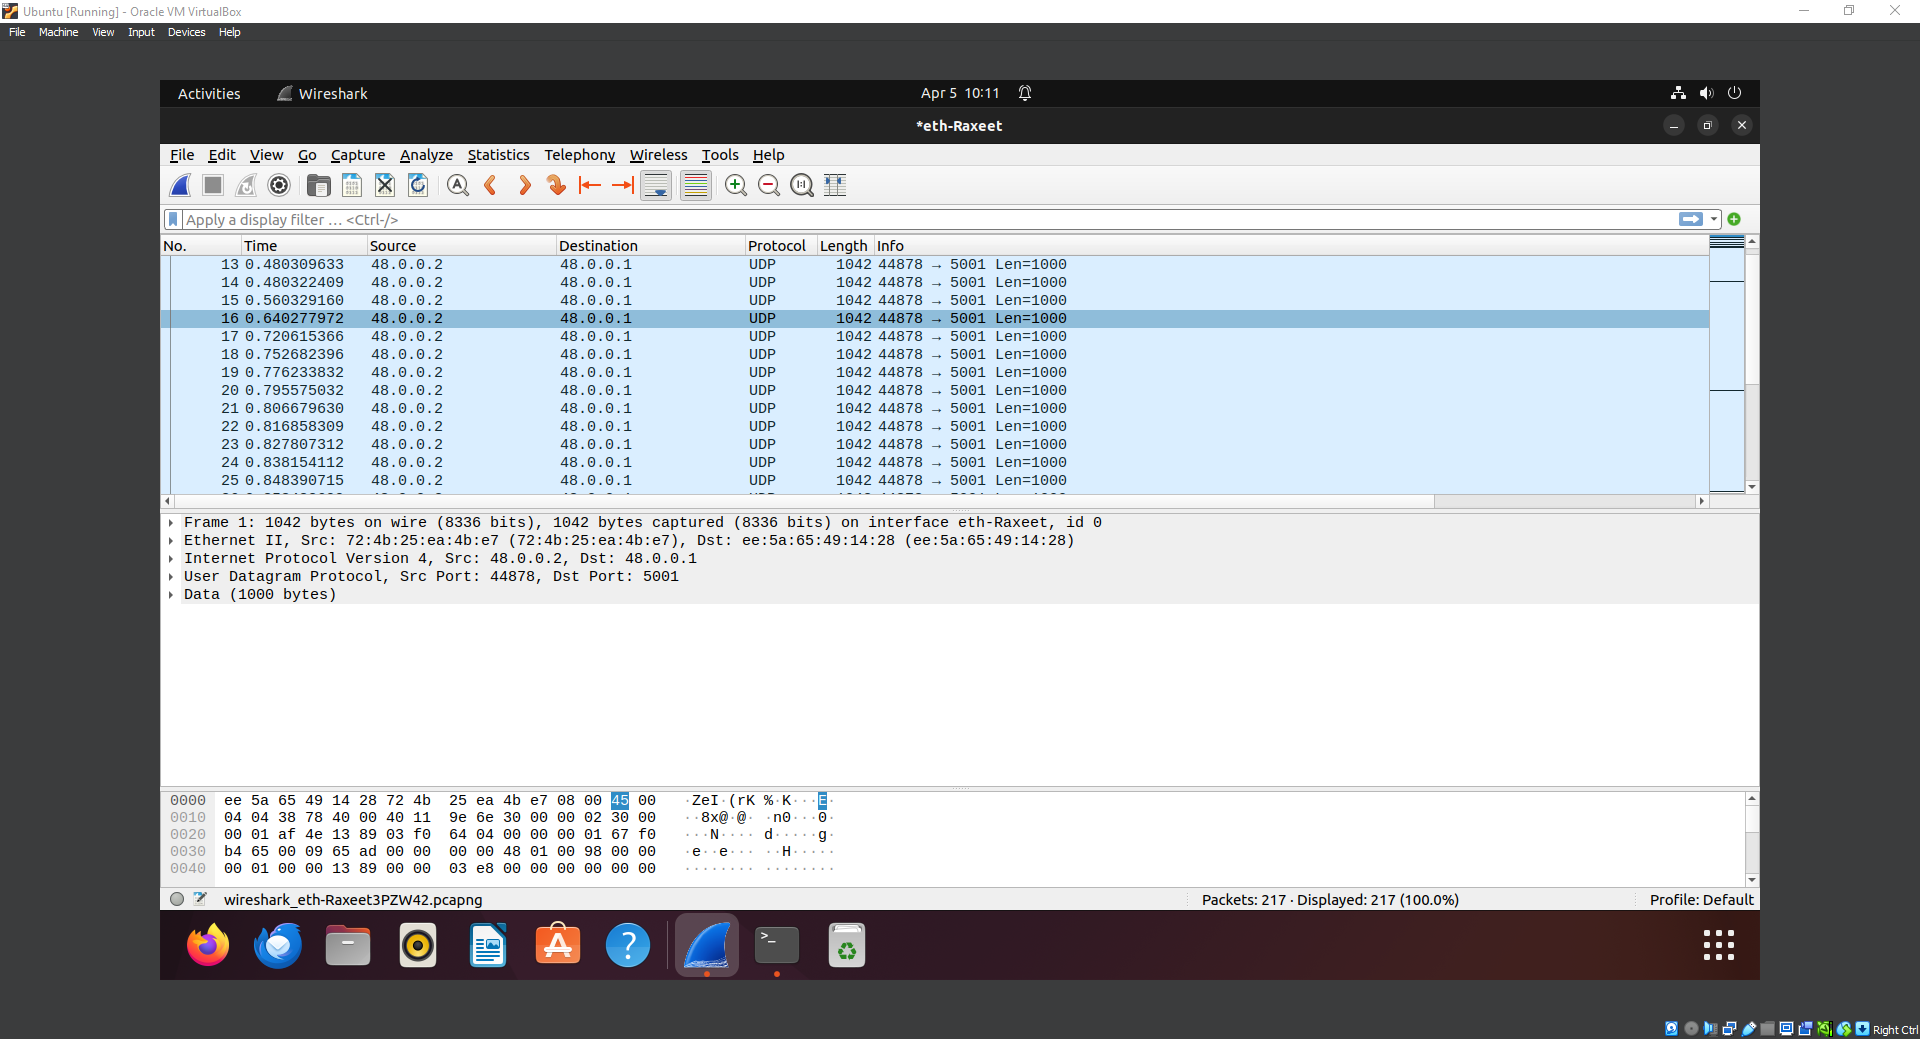 Ubuntu [Running] - Oracle VM VirtualBox
File Machine View Input Devices Help
Activities Wireshark Apr 5 10:11
*eth-Raxeet
File Edit View Go Capture Analyze Statistics Telephony Wireless Tools Help
Apply a display filter ... <Ctrl-/>
No. Time Source Destination Protocol Length Info
13 0.480309633 48.0.0.2 48.0.0.1 UDP 1042 44878 → 5001 Len=1000
14 0.480322409 48.0.0.2 48.0.0.1 UDP 1042 44878 → 5001 Len=1000
15 0.560329160 48.0.0.2 48.0.0.1 UDP 1042 44878 → 5001 Len=1000
16 0.640277972 48.0.0.2 48.0.0.1 UDP 1042 44878 → 5001 Len=1000
17 0.720615366 48.0.0.2 48.0.0.1 UDP 1042 44878 → 5001 Len=1000
18 0.752682396 48.0.0.2 48.0.0.1 UDP 1042 44878 → 5001 Len=1000
19 0.776233832 48.0.0.2 48.0.0.1 UDP 1042 44878 → 5001 Len=1000
20 0.795575032 48.0.0.2 48.0.0.1 UDP 1042 44878 → 5001 Len=1000
21 0.806679630 48.0.0.2 48.0.0.1 UDP 1042 44878 → 5001 Len=1000
22 0.816858309 48.0.0.2 48.0.0.1 UDP 1042 44878 → 5001 Len=1000
23 0.827807312 48.0.0.2 48.0.0.1 UDP 1042 44878 → 5001 Len=1000
24 0.838154112 48.0.0.2 48.0.0.1 UDP 1042 44878 → 5001 Len=1000
25 0.848390715 48.0.0.2 48.0.0.1 UDP 1042 44878 → 5001 Len=1000
Frame 1: 1042 bytes on wire (8336 bits), 1042 bytes captured (8336 bits) on interface eth-Raxeet, id 0
Ethernet II, Src: 72:4b:25:ea:4b:e7 (72:4b:25:ea:4b:e7), Dst: ee:5a:65:49:14:28 (ee:5a:65:49:14:28)
Internet Protocol Version 4, Src: 48.0.0.2, Dst: 48.0.0.1
User Datagram Protocol, Src Port: 44878, Dst Port: 5001
Data (1000 bytes)
0000 ee 5a 65 49 14 28 72 4b 25 ea 4b e7 08 00 45 00 ·ZeI·(rK %·K···E·
0010 04 04 38 78 40 00 40 11 9e 6e 30 00 00 02 30 00 ··8x@·@· ·n0···0·
0020 00 01 af 4e 13 89 03 f0 64 04 00 00 00 01 67 f0 ···N···· d·····g·
0030 b4 65 00 09 65 ad 00 00 00 00 48 01 00 98 00 00 ·e··e··· ··H·····
0040 00 01 00 00 13 89 00 00 03 e8 00 00 00 00 00 00 ········ ········
wireshark_eth-Raxeet3PZW42.pcapng Packets: 217 · Displayed: 217 (100.0%) Profile: Default
Right Ctrl